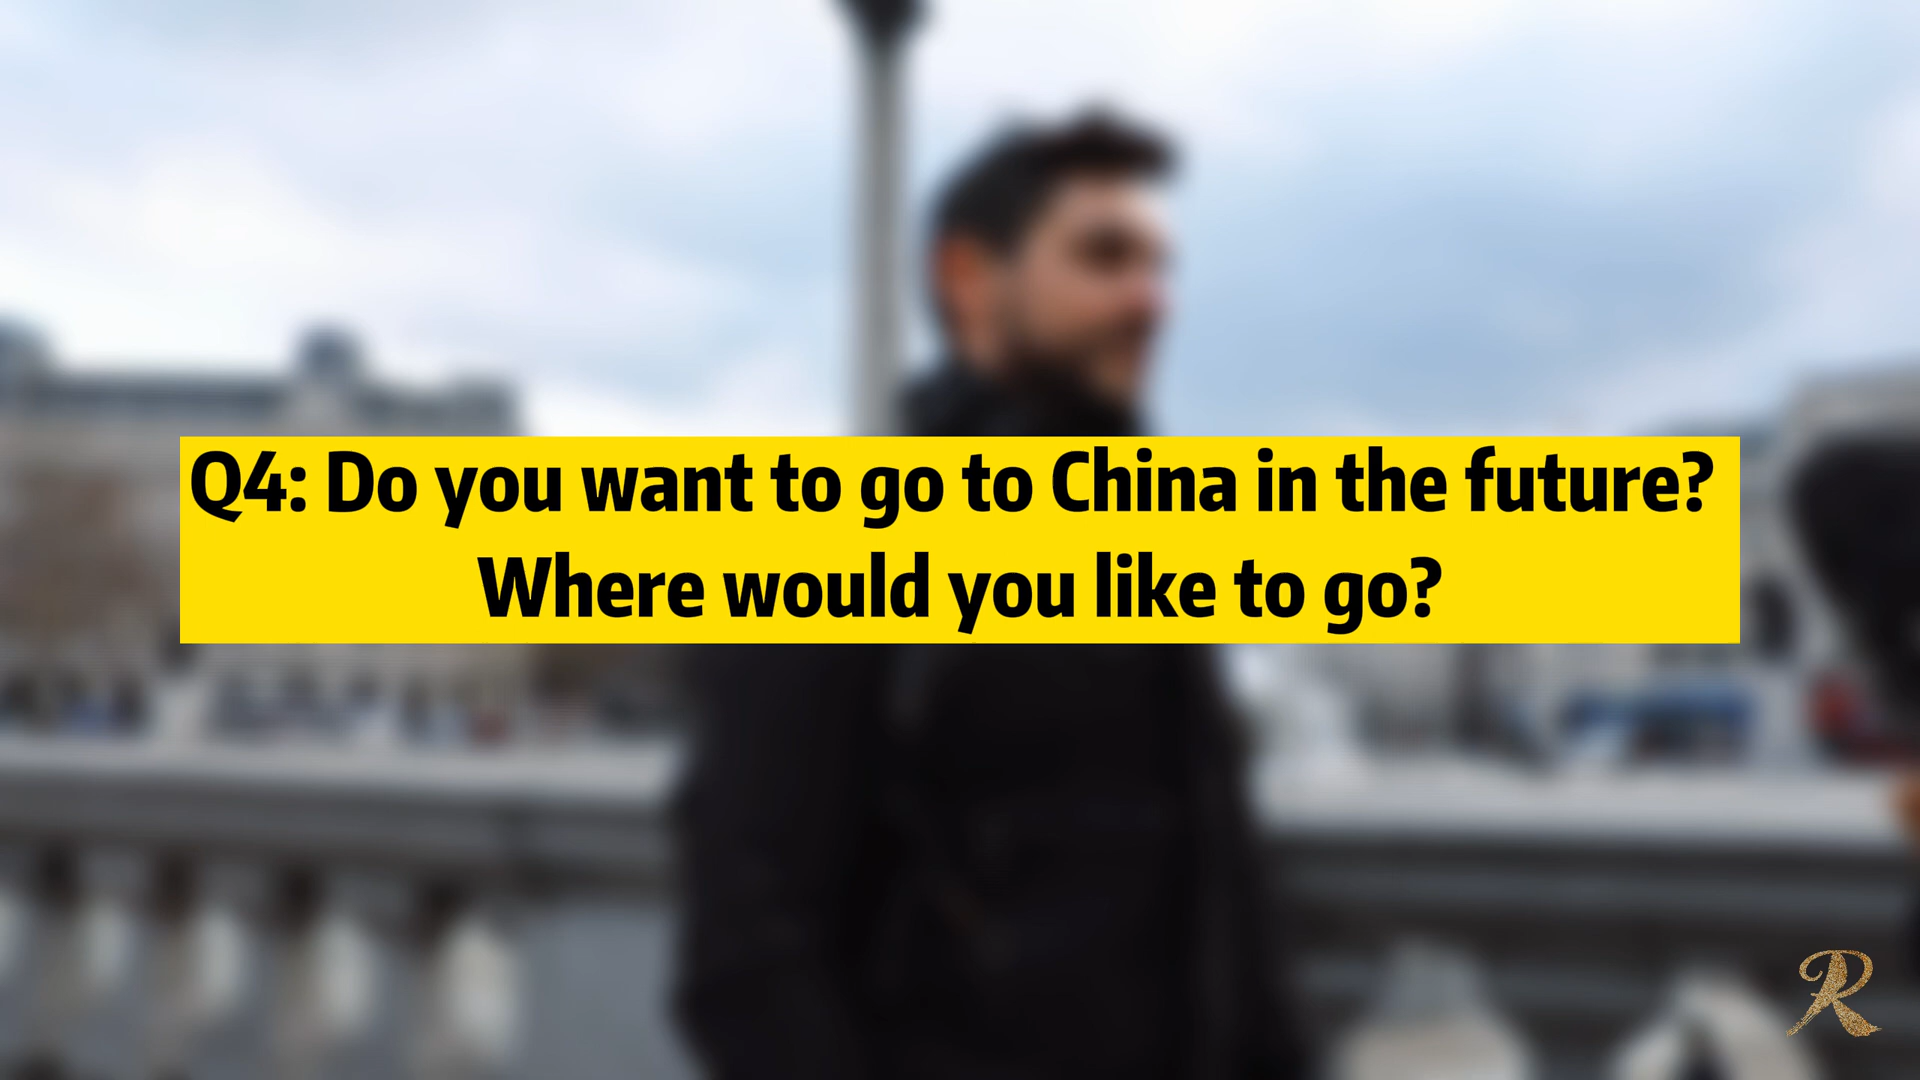 Q4: Do you want to go to China in the future?
Where would you like to go?
R